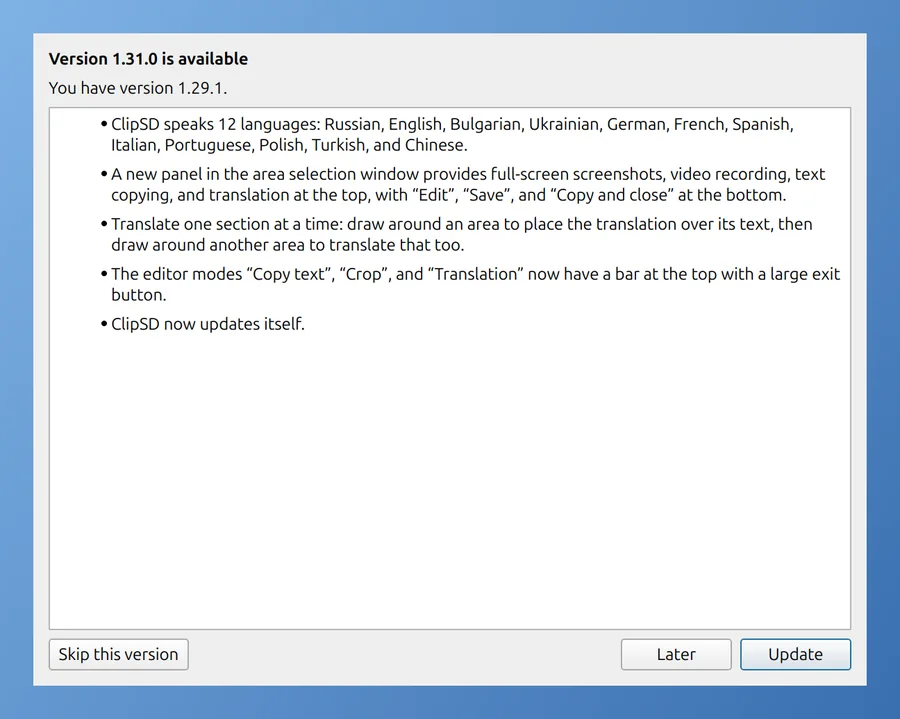 Version 1.31.0 is available
You have version 1.29.1.
• ClipSD speaks 12 languages: Russian, English, Bulgarian, Ukrainian, German, French, Spanish,
Italian, Portuguese, Polish, Turkish, and Chinese.
• A new panel in the area selection window provides full-screen screenshots, video recording, text
copying, and translation at the top, with “Edit”, “Save”, and “Copy and close” at the bottom.
• Translate one section at a time: draw around an area to place the translation over its text, then
draw around another area to translate that too.
• The editor modes “Copy text”, “Crop”, and “Translation” now have a bar at the top with a large exit
button.
• ClipSD now updates itself.
Skip this version
Later
Update